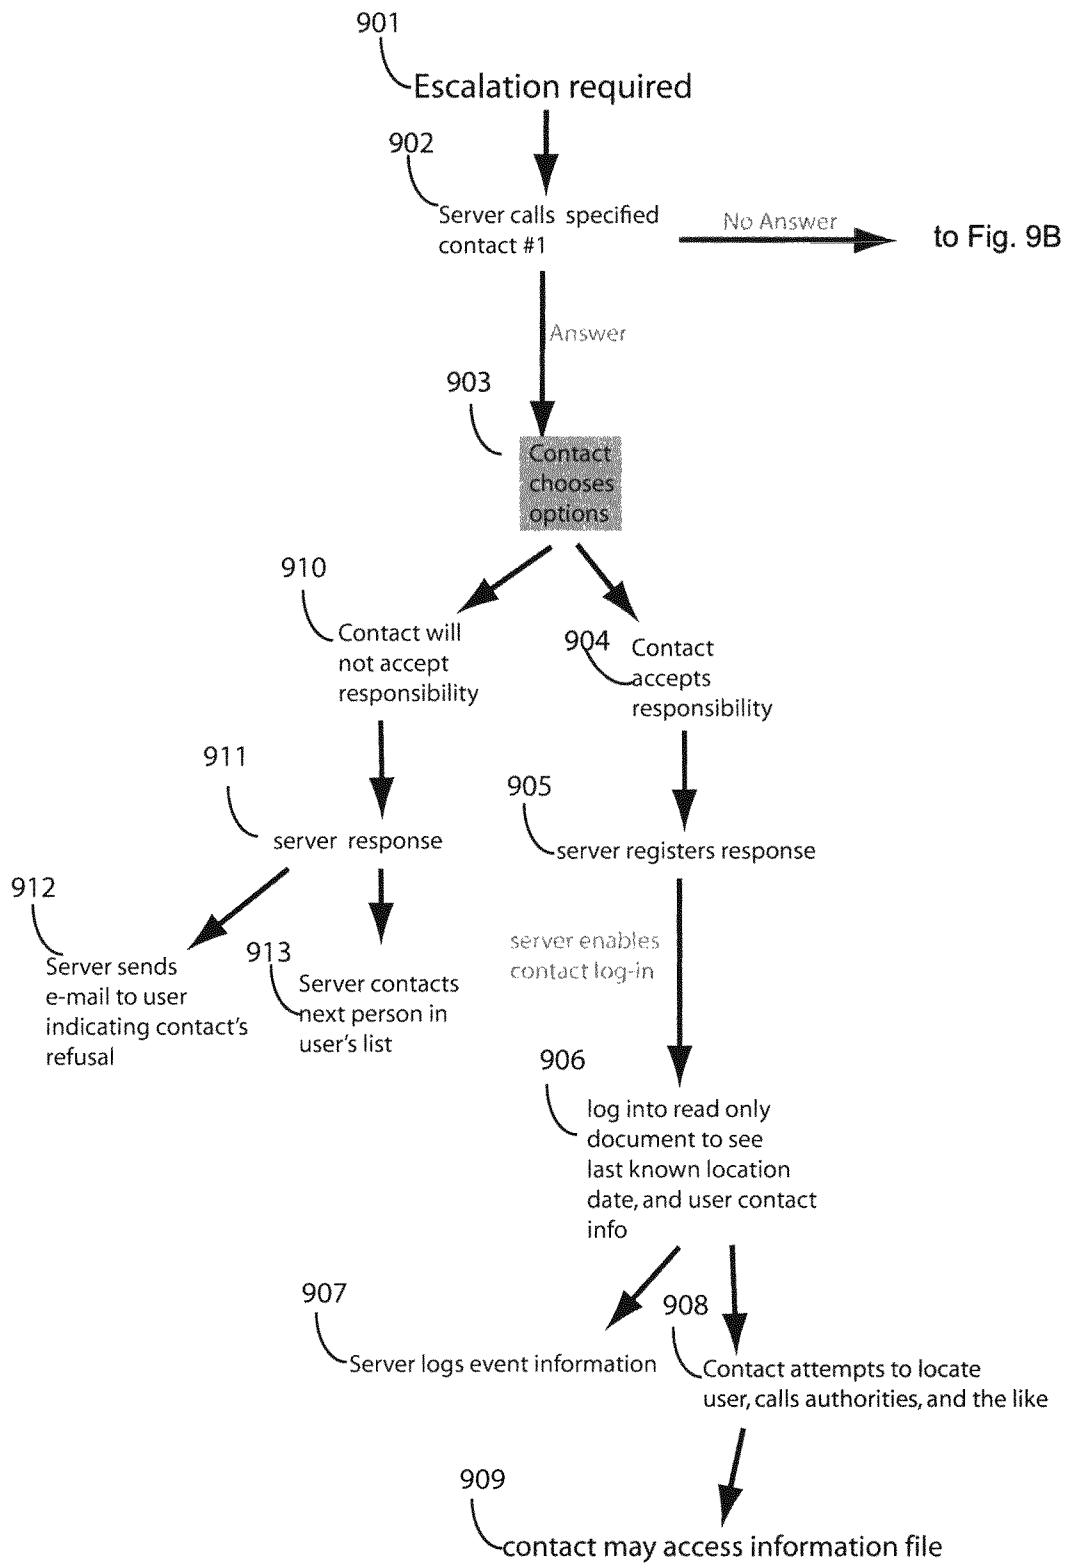 901
Escalation required
902
Server calls specified
contact #1
No Answer
to Fig. 9B
Answer
903
Contact
chooses
options
910
Contact will
not accept
responsibility
904
Contact
accepts
responsibility
911
server response
905
server registers response
912
Server sends
e-mail to user
indicating contact's
refusal
913
Server contacts
next person in
user's list
server enables
contact log-in
906
log into read only
document to see
last known location
date, and user contact
info
907
Server logs event information
908
Contact attempts to locate
user, calls authorities, and the like
909
contact may access information file